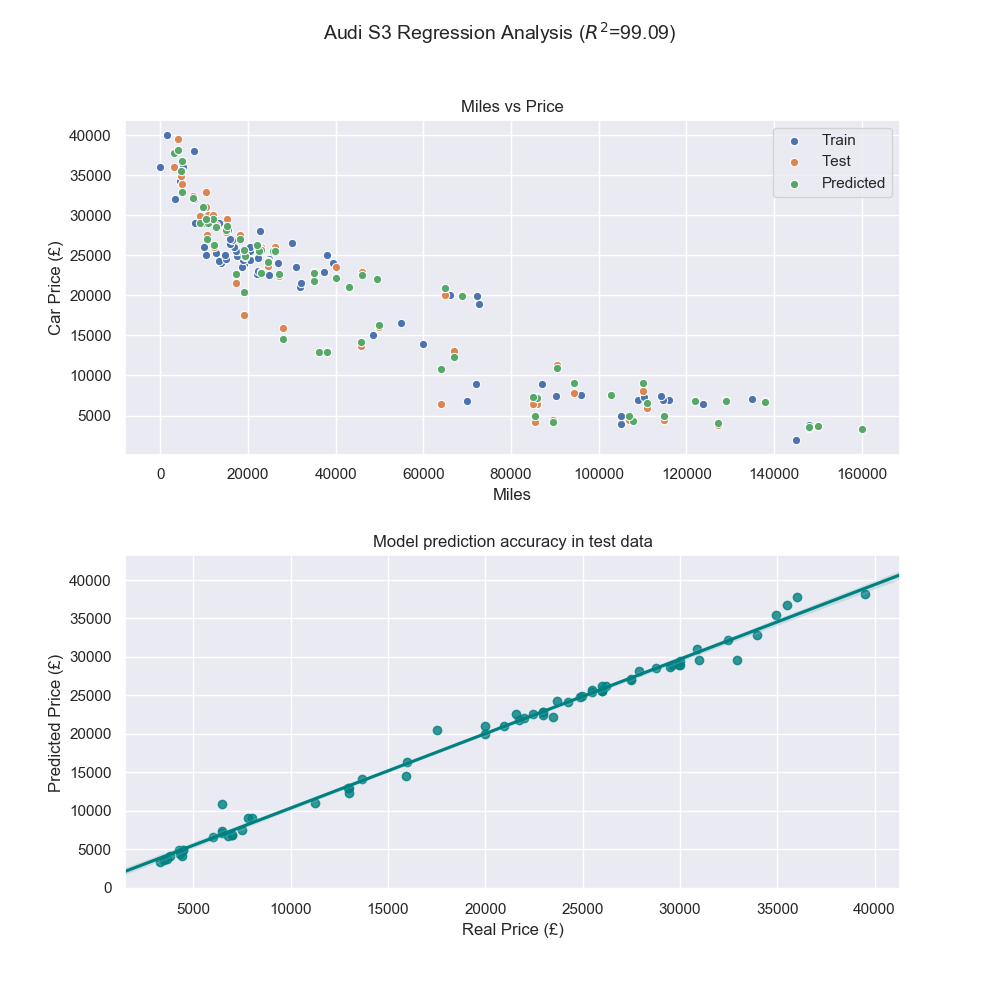 Audi S3 Regression Analysis (R²=99.09)
Miles vs Price
40000
35000
30000
25000
20000
15000
10000
5000
Car Price (£)
Train
Test
Predicted
0 20000 40000 60000 80000 100000 120000 140000 160000
Miles
Model prediction accuracy in test data
40000
35000
30000
25000
20000
15000
10000
5000
0
Predicted Price (£)
5000 10000 15000 20000 25000 30000 35000 40000
Real Price (£)